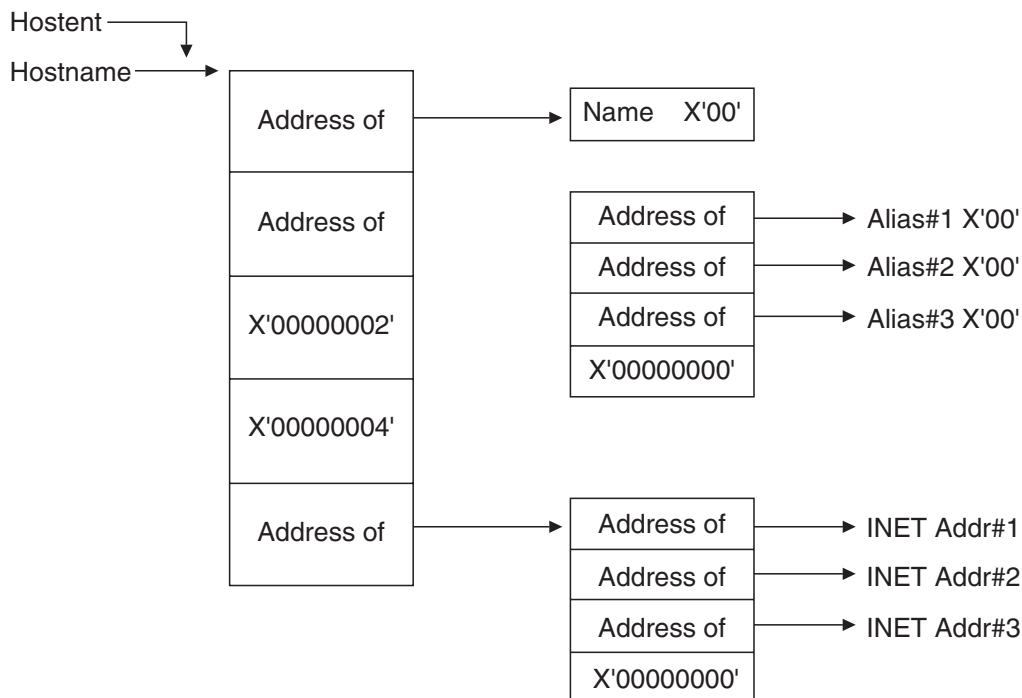 Hostent
Hostname
Address of
Address of
X'00000002'
X'00000004'
Address of
Name X'00'
Address of
Alias#1 X'00'
Address of
Alias#2 X'00'
Address of
Alias#3 X'00'
X'00000000'
Address of
INET Addr#1
Address of
INET Addr#2
Address of
INET Addr#3
X'00000000'